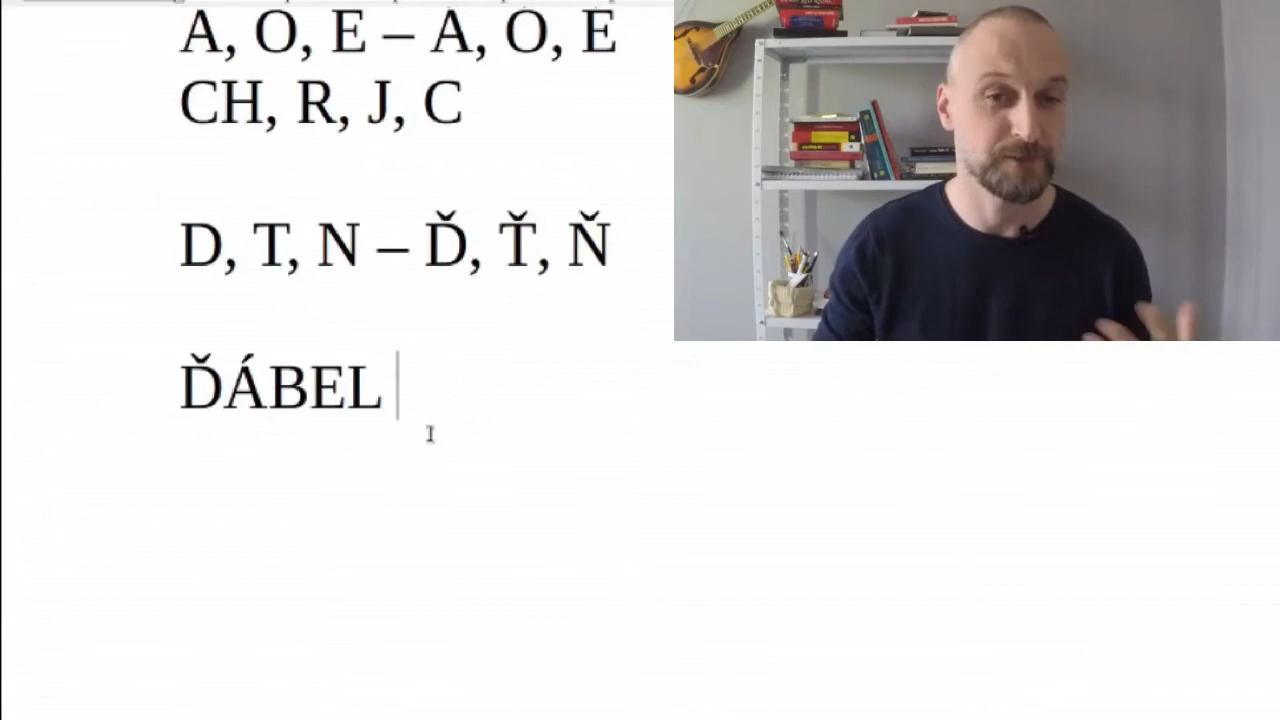 A, O, E – A, O, E
CH, R, J, C
D, T, N – Ď, Ť, Ň
ĎÁBEL